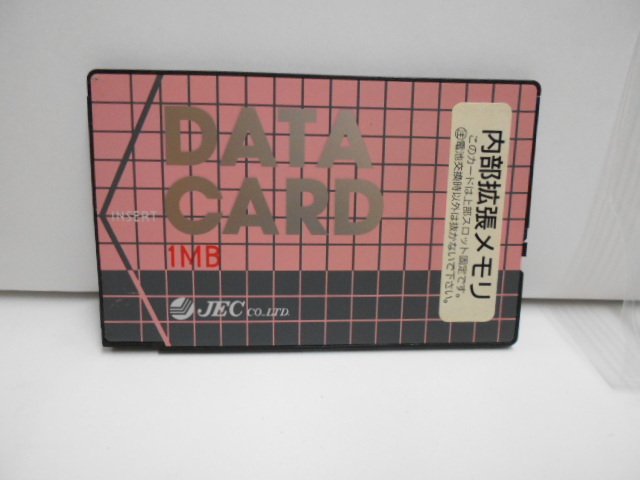 DATA
CARD
INSERT
1MB
JEC CO.,LTD.
内部拡張メモリ
このカードは上部スロット固定です。
㊟電池交換時以外は抜かないで下さい。